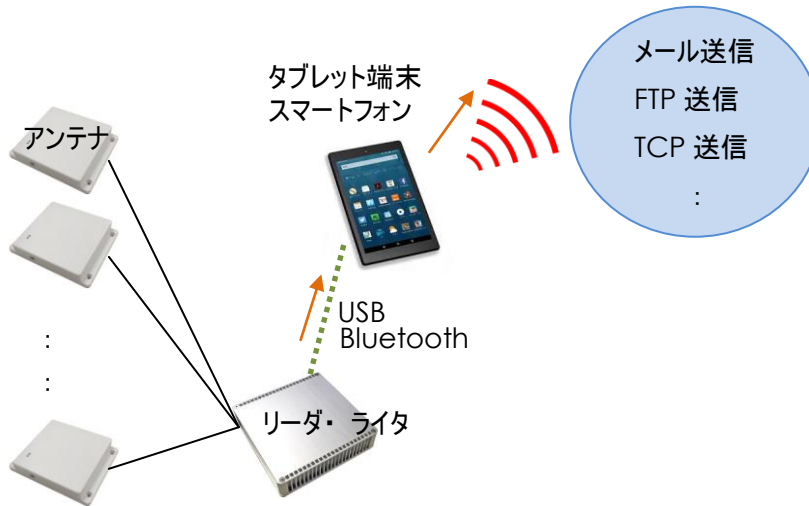 メール送信
FTP 送信
TCP 送信
:
タブレット端末
スマートフォン
アンテナ
:
:
USB
Bluetooth
リーダ・ ライタ